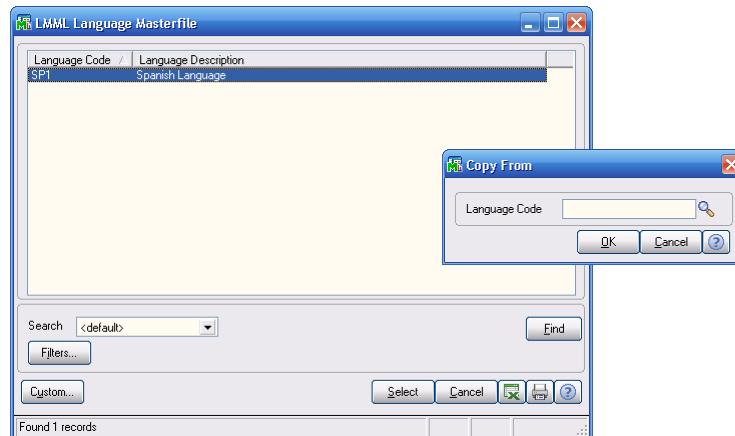 LMML Language Masterfile
Language Code Language Description
SP1 Spanish Language
Copy From
Language Code
OK Cancel
Search <default> Find
Filters...
Custom... Select Cancel
Found 1 records